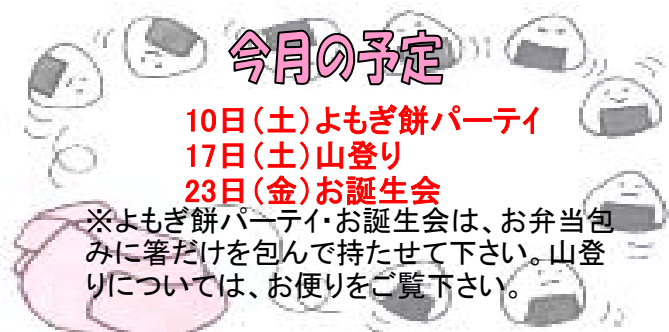 今月の予定
10日(土)よもぎ餅パーティ
17日(土)山登り
23日(金)お誕生会
※よもぎ餅パーティ・お誕生会は、お弁当包
みに箸だけを包んで持たせて下さい。山登
りについては、お便りをご覧下さい。